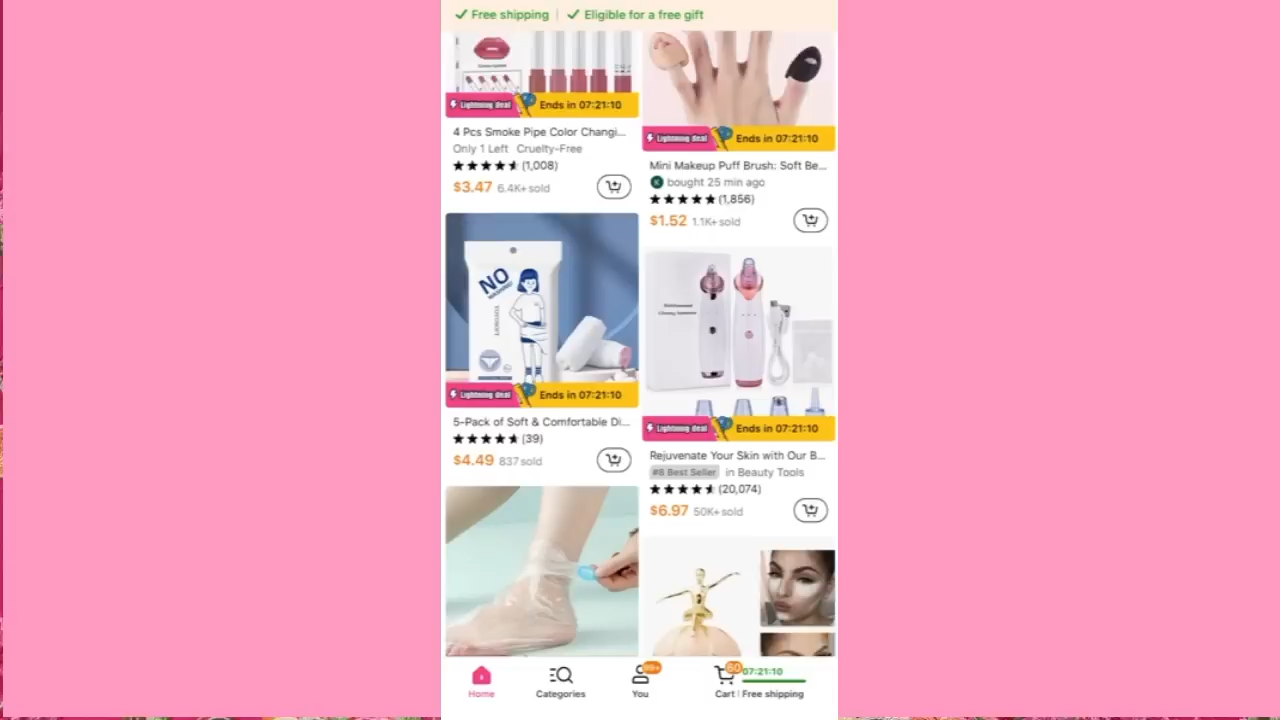 Free shipping | Eligible for a free gift
Lightning deal Ends in 07:21:10
4 Pcs Smoke Pipe Color Changi...
Only 1 Left Cruelty-Free
(1,008)
$3.47 6.4K+ sold
Lightning deal Ends in 07:21:10
Mini Makeup Puff Brush: Soft Be...
K bought 25 min ago
(1,856)
$1.52 1.1K+ sold
NO
WASHING
Lightning deal Ends in 07:21:10
5-Pack of Soft & Comfortable Di...
(39)
$4.49 837 sold
Lightning deal Ends in 07:21:10
Rejuvenate Your Skin with Our B...
#8 Best Seller in Beauty Tools
(20,074)
$6.97 50K+ sold
Home
Categories
99+
You
60
07:21:10
Cart | Free shipping